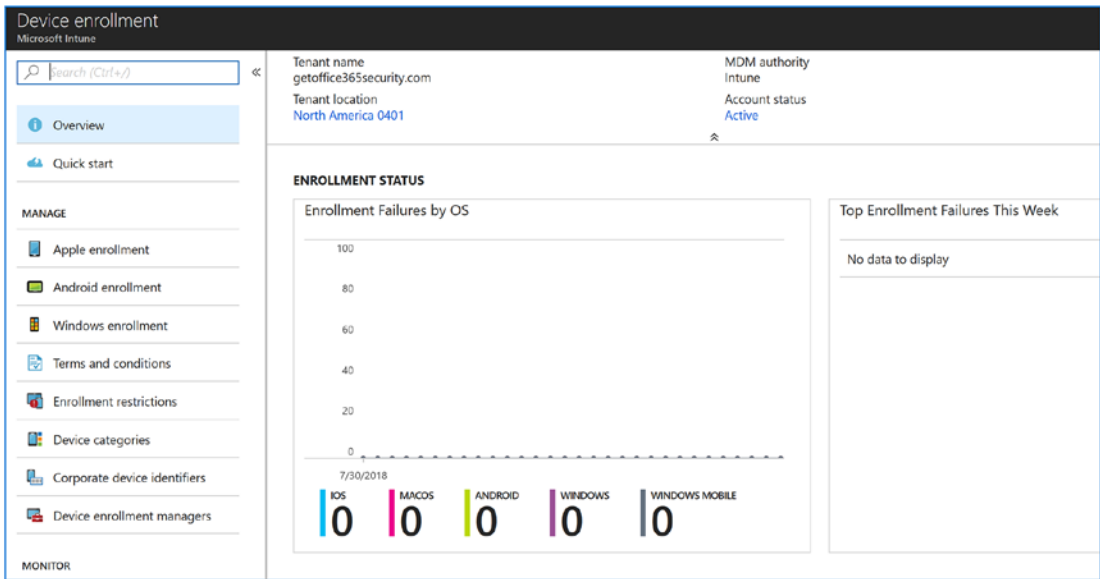 Device enrollment
Microsoft Intune
Search (Ctrl+/)
«
Overview
Quick start
MANAGE
Apple enrollment
Android enrollment
Windows enrollment
Terms and conditions
Enrollment restrictions
Device categories
Corporate device identifiers
Device enrollment managers
MONITOR
Tenant name
getoffice365security.com
Tenant location
North America 0401
MDM authority
Intune
Account status
Active
ENROLLMENT STATUS
Enrollment Failures by OS
100
80
60
40
20
0
7/30/2018
IOS
0
MACOS
0
ANDROID
0
WINDOWS
0
WINDOWS MOBILE
0
Top Enrollment Failures This Week
No data to display